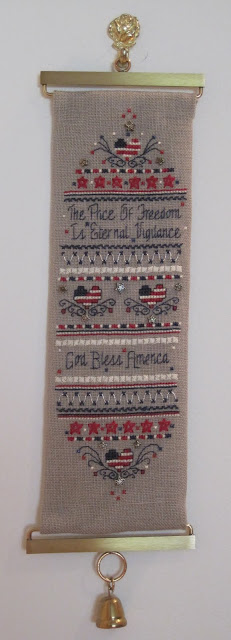 The Price Of Freedom
Is Eternal Vigilance
God Bless America